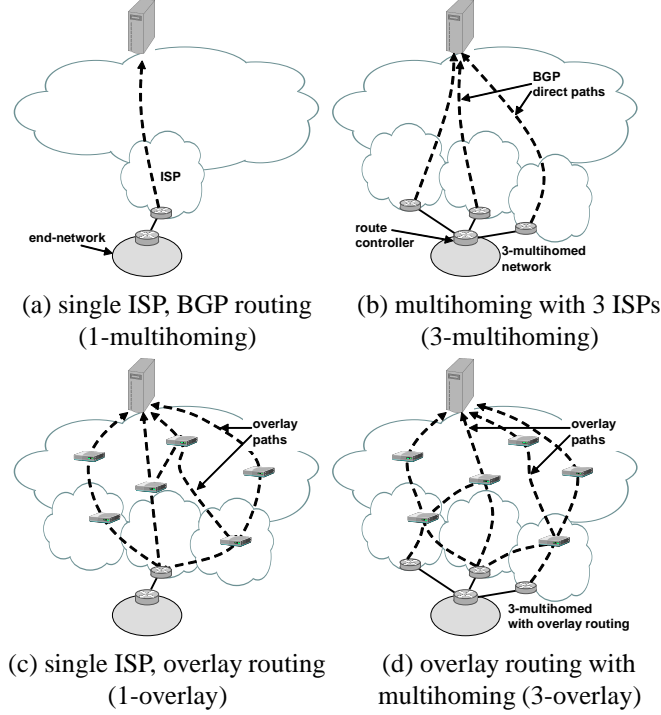 ISP
end-network
(a) single ISP, BGP routing
(1-multihoming)
BGP
direct paths
route
controller
3-multihomed
network
(b) multihoming with 3 ISPs
(3-multihoming)
overlay
paths
(c) single ISP, overlay routing
(1-overlay)
overlay
paths
3-multihomed
with overlay routing
(d) overlay routing with
multihoming (3-overlay)